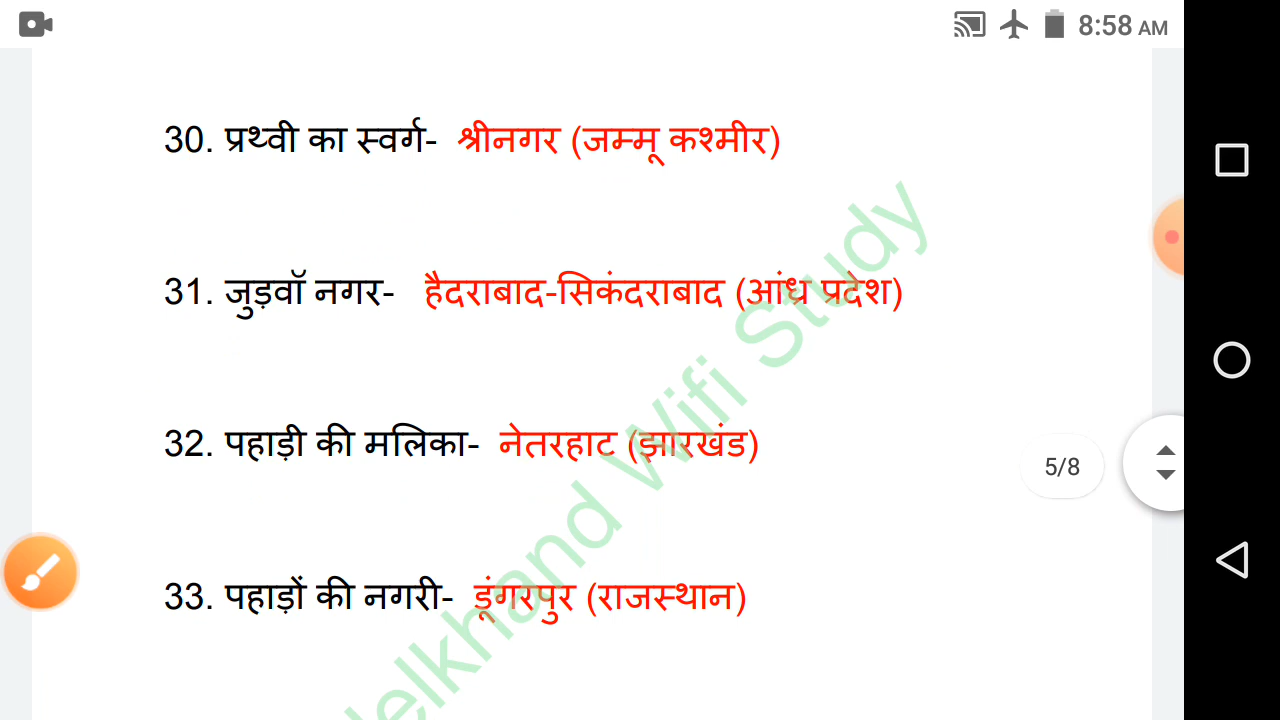 8:58 AM
30. प्रथ्वी का स्वर्ग- श्रीनगर (जम्मू कश्मीर)
31. जुड़वॉ नगर- हैदराबाद-सिकंदराबाद (आंध्र प्रदेश)
32. पहाड़ी की मलिका- नेतरहाट (झारखंड)
5/8
33. पहाड़ों की नगरी- डूंगरपुर (राजस्थान)
delkhand Wifi Study